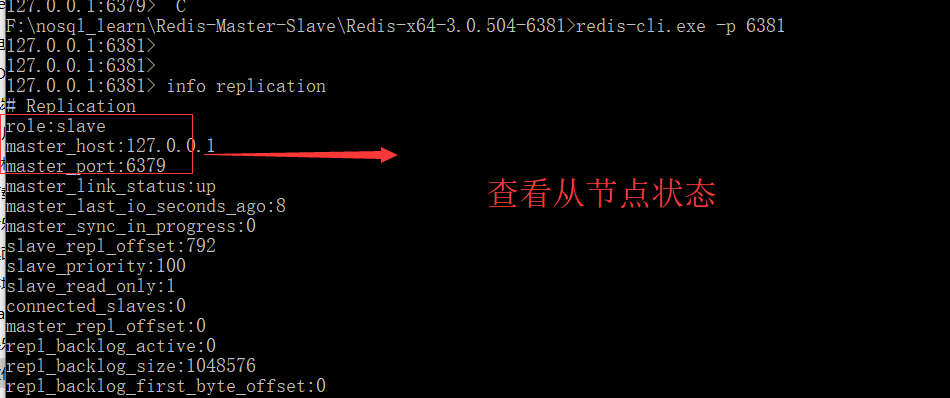 127.0.0.1:6379> C
F:\nosql_learn\Redis-Master-Slave\Redis-x64-3.0.504-6381>redis-cli.exe -p 6381
127.0.0.1:6381>
127.0.0.1:6381>
127.0.0.1:6381> info replication
# Replication
role:slave
master_host:127.0.0.1
master_port:6379
master_link_status:up
查看从节点状态
master_last_io_seconds_ago:8
master_sync_in_progress:0
slave_repl_offset:792
slave_priority:100
slave_read_only:1
connected_slaves:0
master_repl_offset:0
repl_backlog_active:0
repl_backlog_size:1048576
repl_backlog_first_byte_offset:0